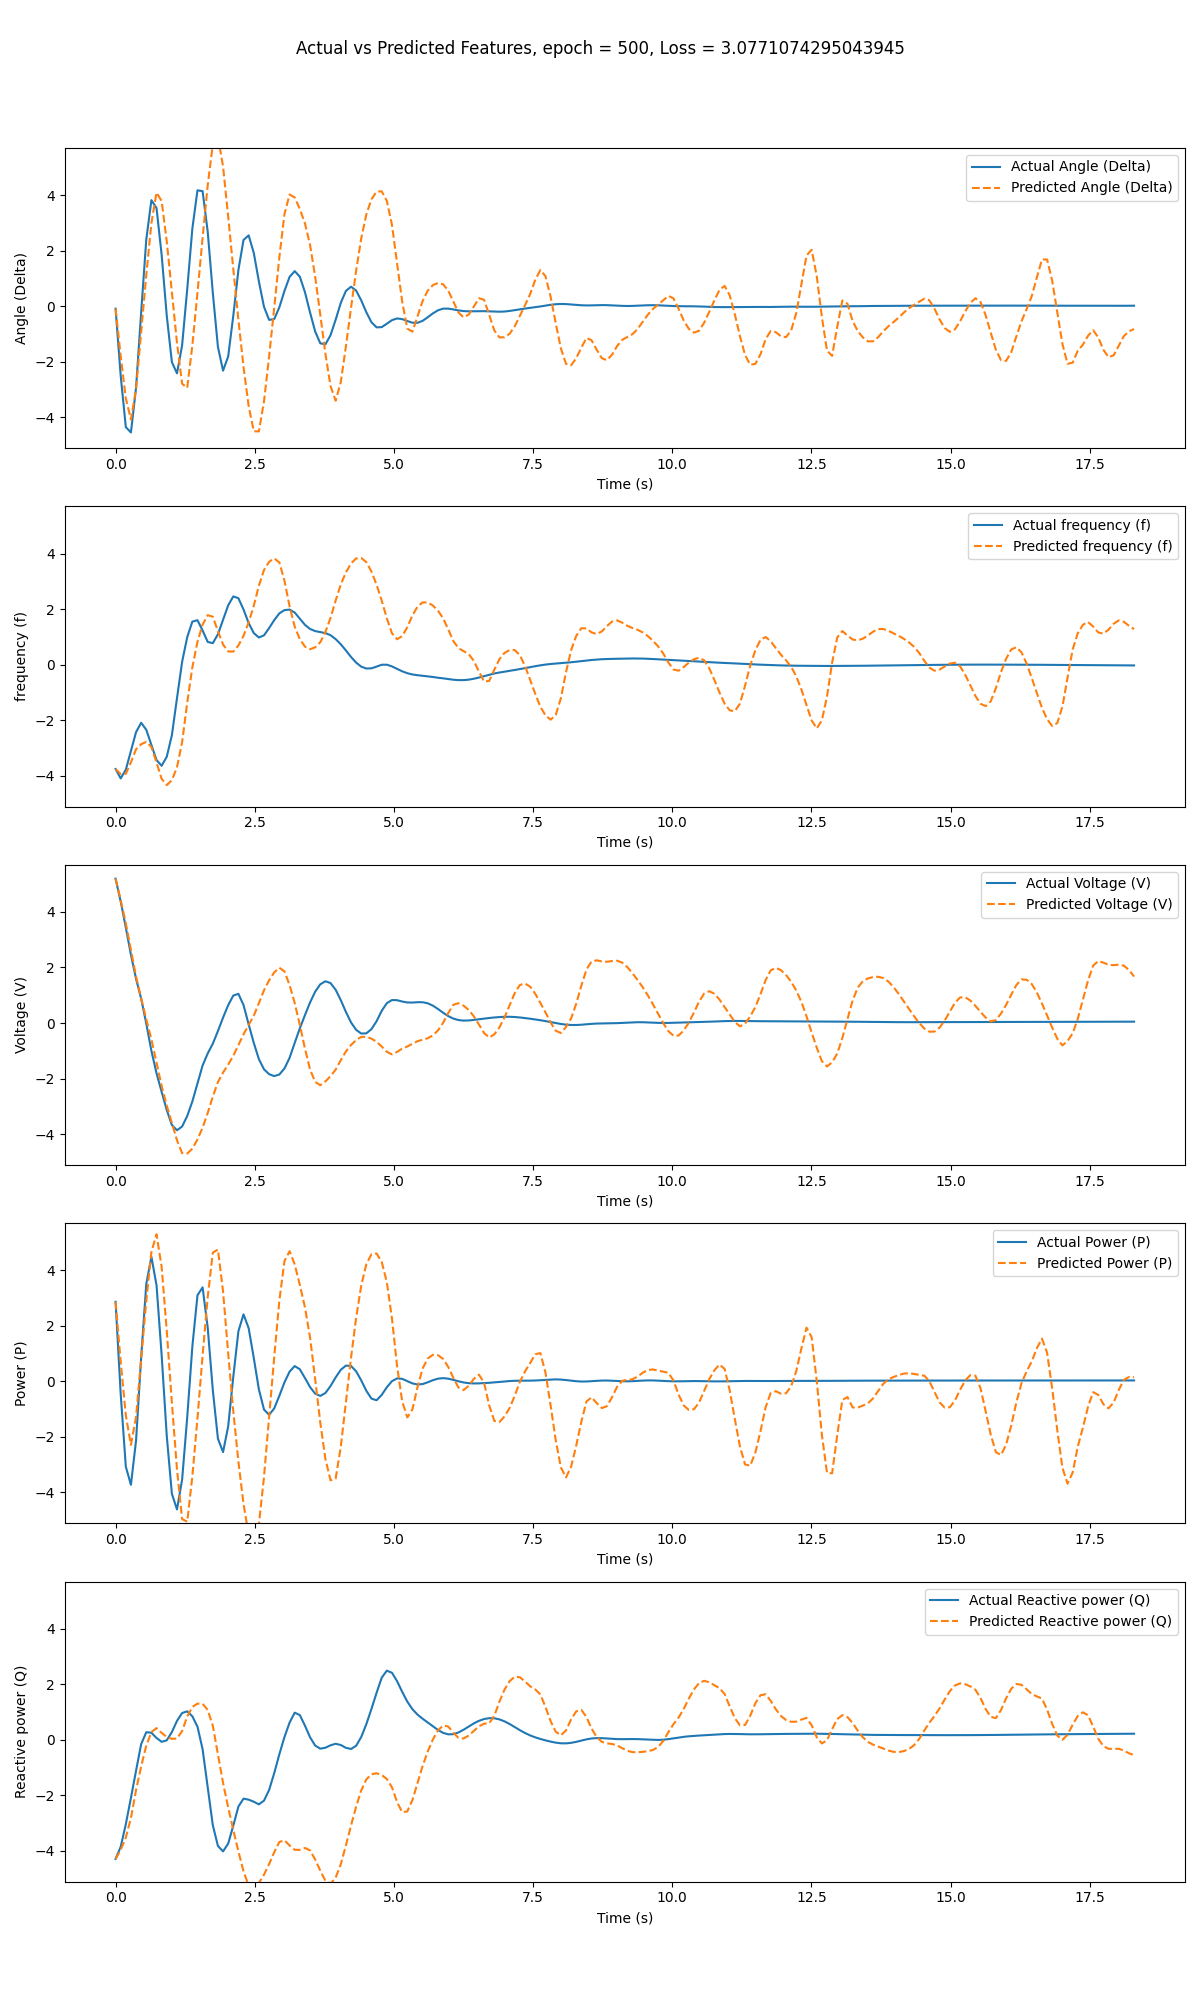 Actual vs Predicted Features, epoch = 500, Loss = 3.0771074295043945
Angle (Delta)
4
2
0
−2
−4
Actual Angle (Delta)
Predicted Angle (Delta)
0.0 2.5 5.0 7.5 10.0 12.5 15.0 17.5
Time (s)
frequency (f)
4
2
0
−2
−4
Actual frequency (f)
Predicted frequency (f)
0.0 2.5 5.0 7.5 10.0 12.5 15.0 17.5
Time (s)
Voltage (V)
4
2
0
−2
−4
Actual Voltage (V)
Predicted Voltage (V)
0.0 2.5 5.0 7.5 10.0 12.5 15.0 17.5
Time (s)
Power (P)
4
2
0
−2
−4
Actual Power (P)
Predicted Power (P)
0.0 2.5 5.0 7.5 10.0 12.5 15.0 17.5
Time (s)
Reactive power (Q)
4
2
0
−2
−4
Actual Reactive power (Q)
Predicted Reactive power (Q)
0.0 2.5 5.0 7.5 10.0 12.5 15.0 17.5
Time (s)